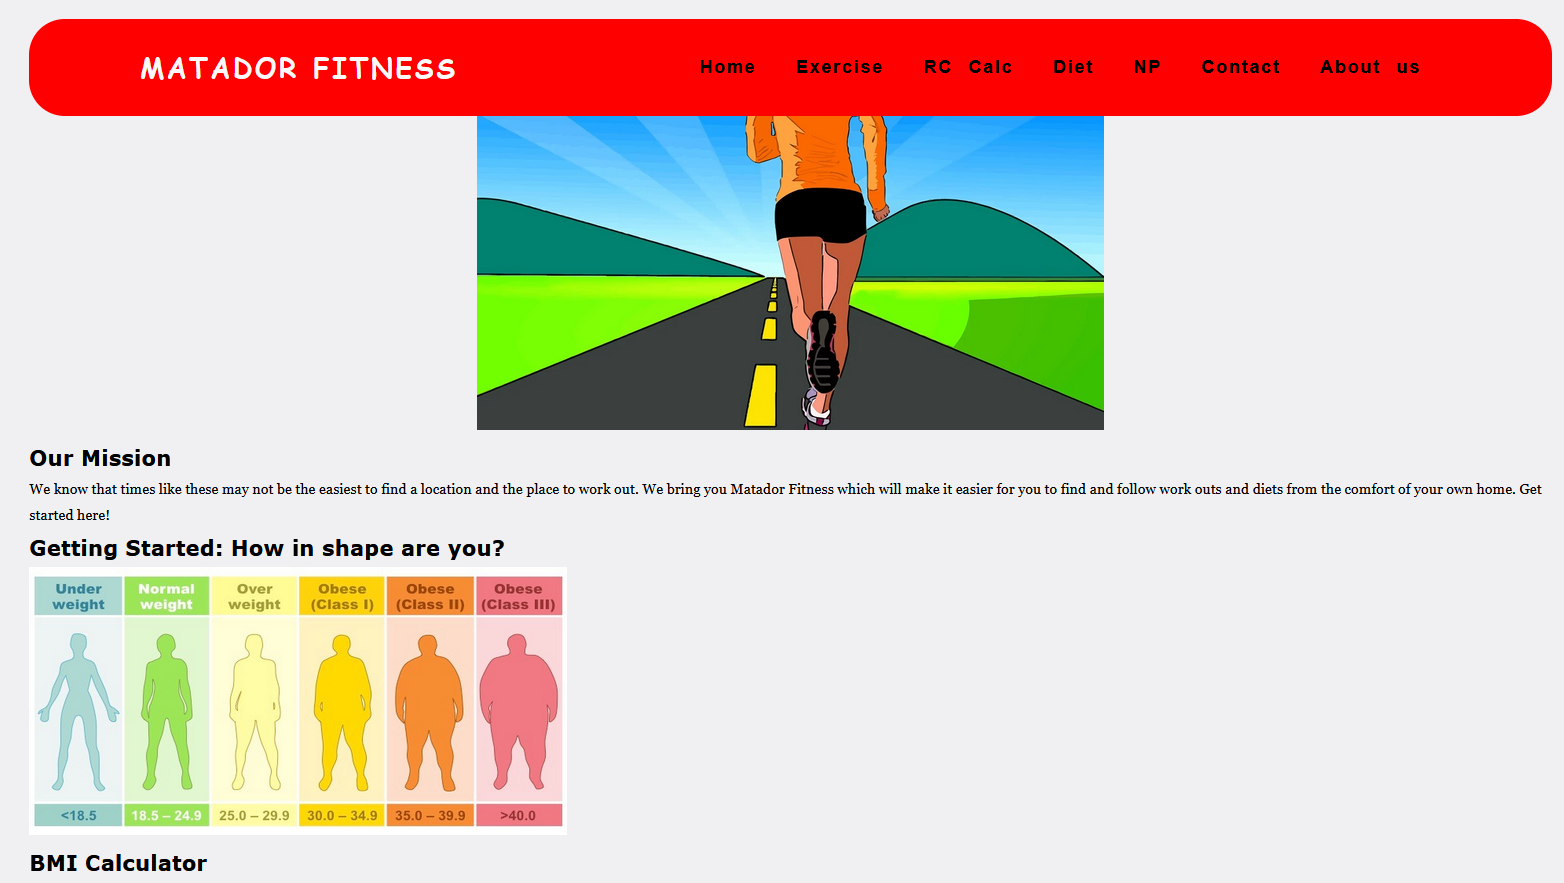 MATADOR FITNESS
Home Exercise RC Calc Diet NP Contact About us
Our Mission
We know that times like these may not be the easiest to find a location and the place to work out. We bring you Matador Fitness which will make it easier for you to find and follow work outs and diets from the comfort of your own home. Get
started here!
Getting Started: How in shape are you?
Under weight
Normal weight
Over weight
Obese (Class I)
Obese (Class II)
Obese (Class III)
<18.5 18.5 – 24.9 25.0 – 29.9 30.0 – 34.9 35.0 – 39.9 >40.0
BMI Calculator